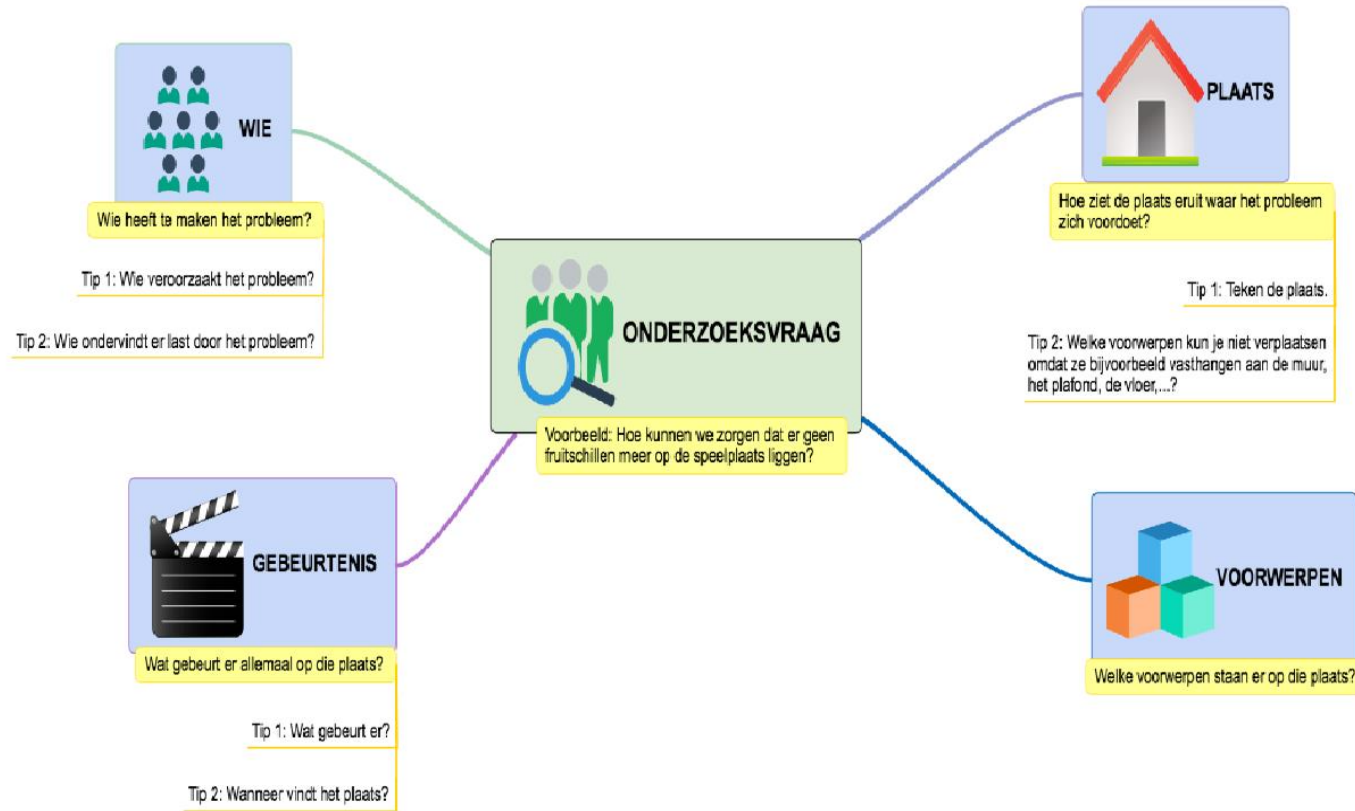 WIE
Wie heeft te maken het probleem?
Tip 1: Wie veroorzaakt het probleem?
Tip 2: Wie ondervindt er last door het probleem?
PLAATS
Hoe ziet de plaats eruit waar het probleem
zich voordoet?
Tip 1: Teken de plaats.
Tip 2: Welke voorwerpen kun je niet verplaatsen
omdat ze bijvoorbeeld vasthangen aan de muur,
het plafond, de vloer,...?
ONDERZOEKSVRAAG
Voorbeeld: Hoe kunnen we zorgen dat er geen
fruitschillen meer op de speelplaats liggen?
GEBEURTENIS
Wat gebeurt er allemaal op die plaats?
Tip 1: Wat gebeurt er?
Tip 2: Wanneer vindt het plaats?
VOORWERPEN
Welke voorwerpen staan er op die plaats?